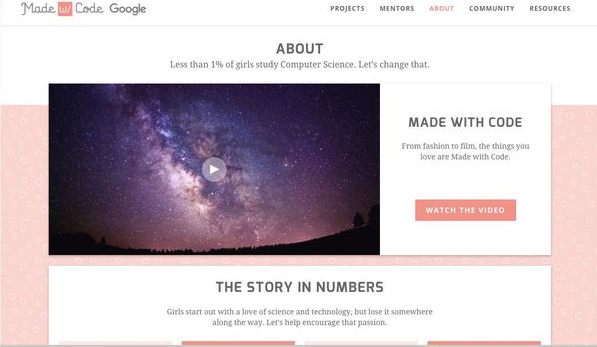 Made w/ Code Google
PROJECTS MENTORS ABOUT COMMUNITY RESOURCES
ABOUT
Less than 1% of girls study Computer Science. Let's change that.
MADE WITH CODE
From fashion to film, the things you
love are Made with Code.
WATCH THE VIDEO
THE STORY IN NUMBERS
Girls start out with a love of science and technology, but lose it somewhere
along the way. Let's help encourage that passion.